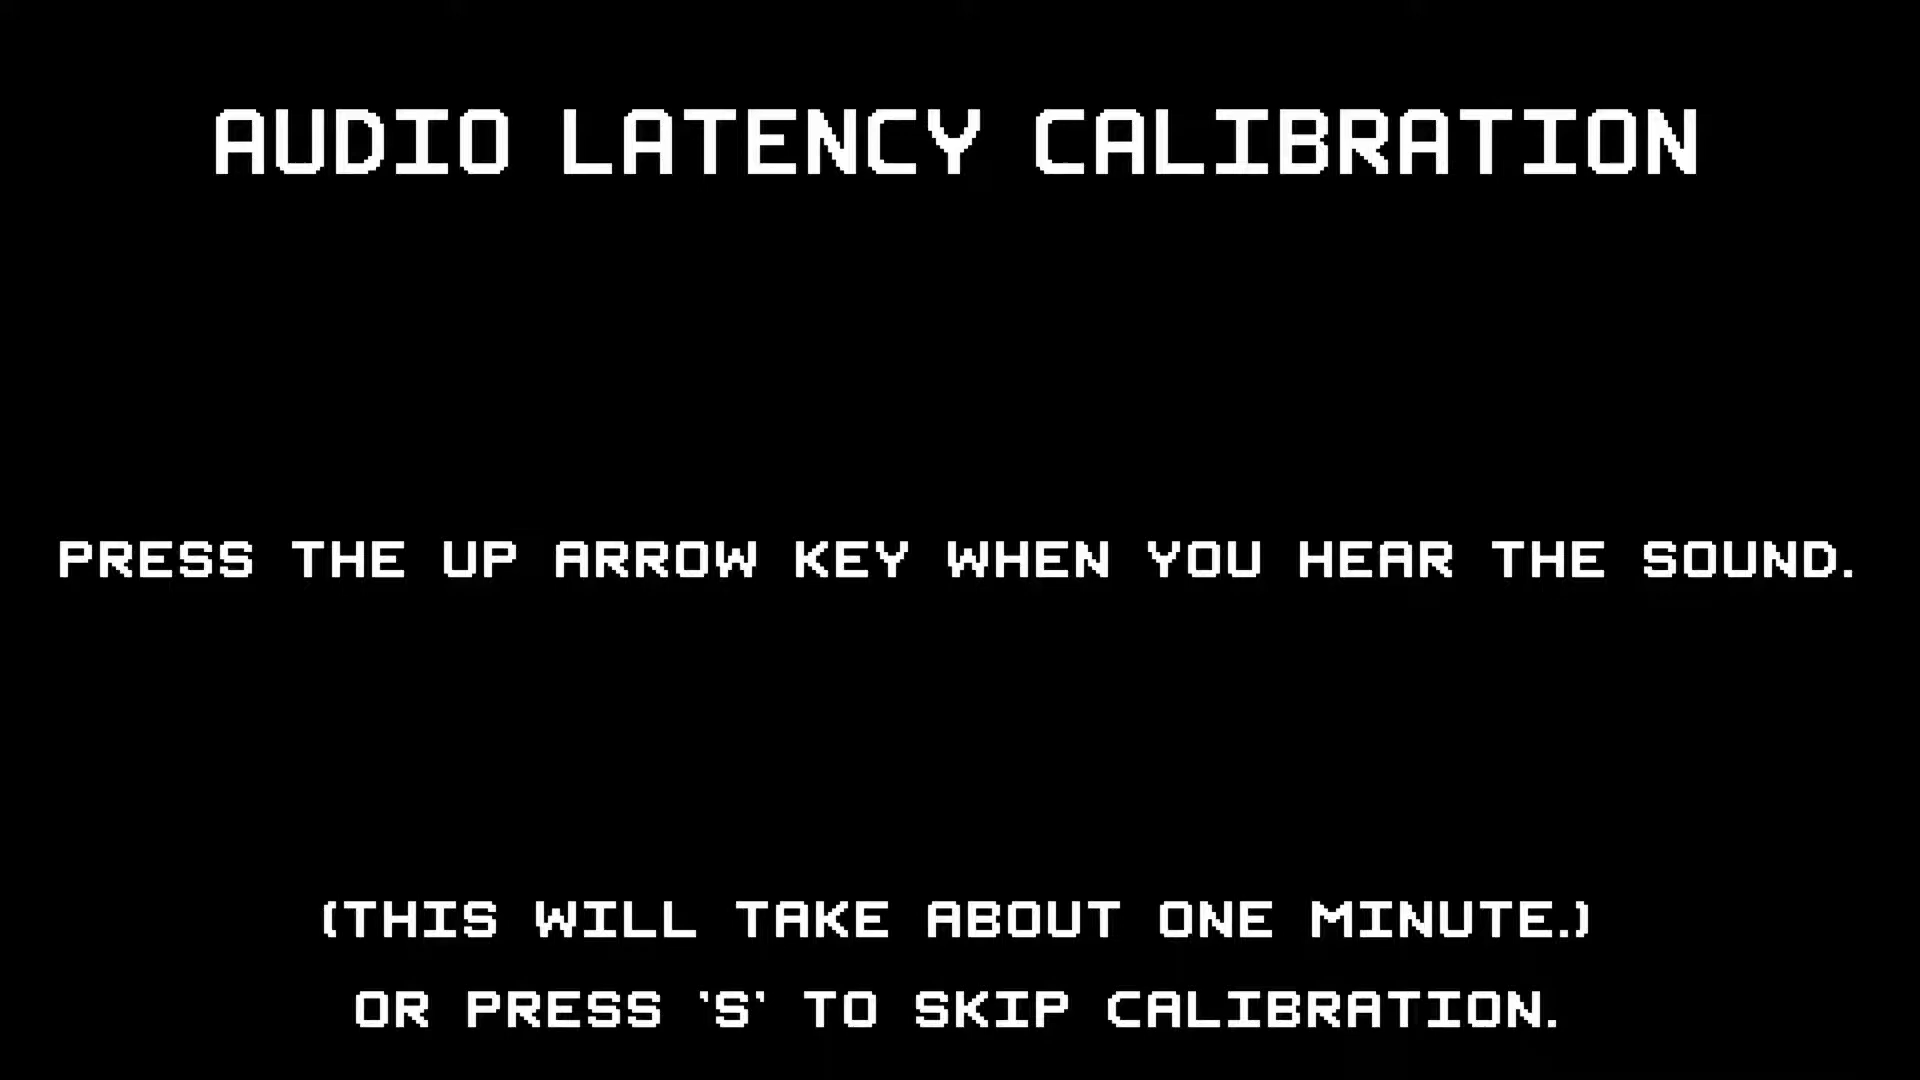 AUDIO LATENCY CALIBRATION
PRESS THE UP ARROW KEY WHEN YOU HEAR THE SOUND.
(THIS WILL TAKE ABOUT ONE MINUTE.)
OR PRESS 'S' TO SKIP CALIBRATION.